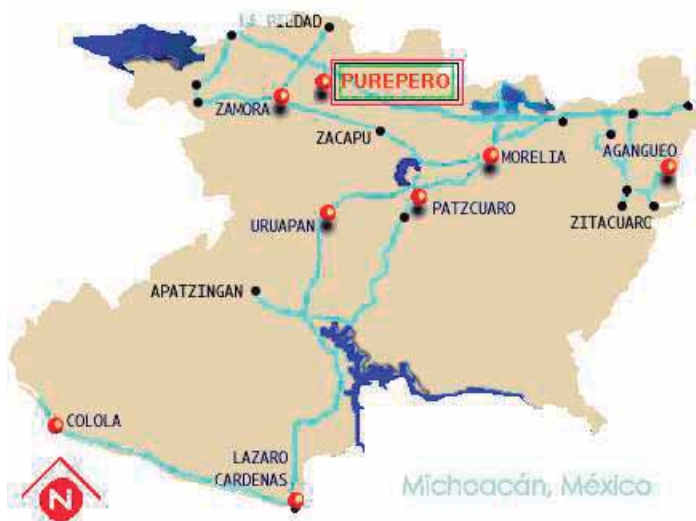 LA PIEDAD
PUREPERO
ZAMORA
ZACAPU
MORELIA
AGANGUEO
PATZCUARO
URUAPAN
ZITACUARO
APATZINGAN
COLOLA
LAZARO
CARDENAS
N
Michoacán, México